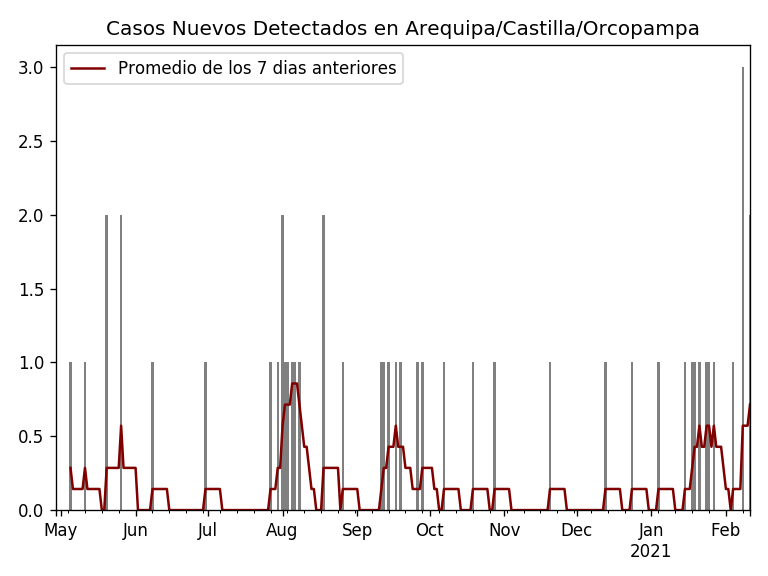 Casos Nuevos Detectados en Arequipa/Castilla/Orcopampa
Promedio de los 7 dias anteriores
3.0
2.5
2.0
1.5
1.0
0.5
0.0
May Jun Jul Aug Sep Oct Nov Dec Jan Feb
2021